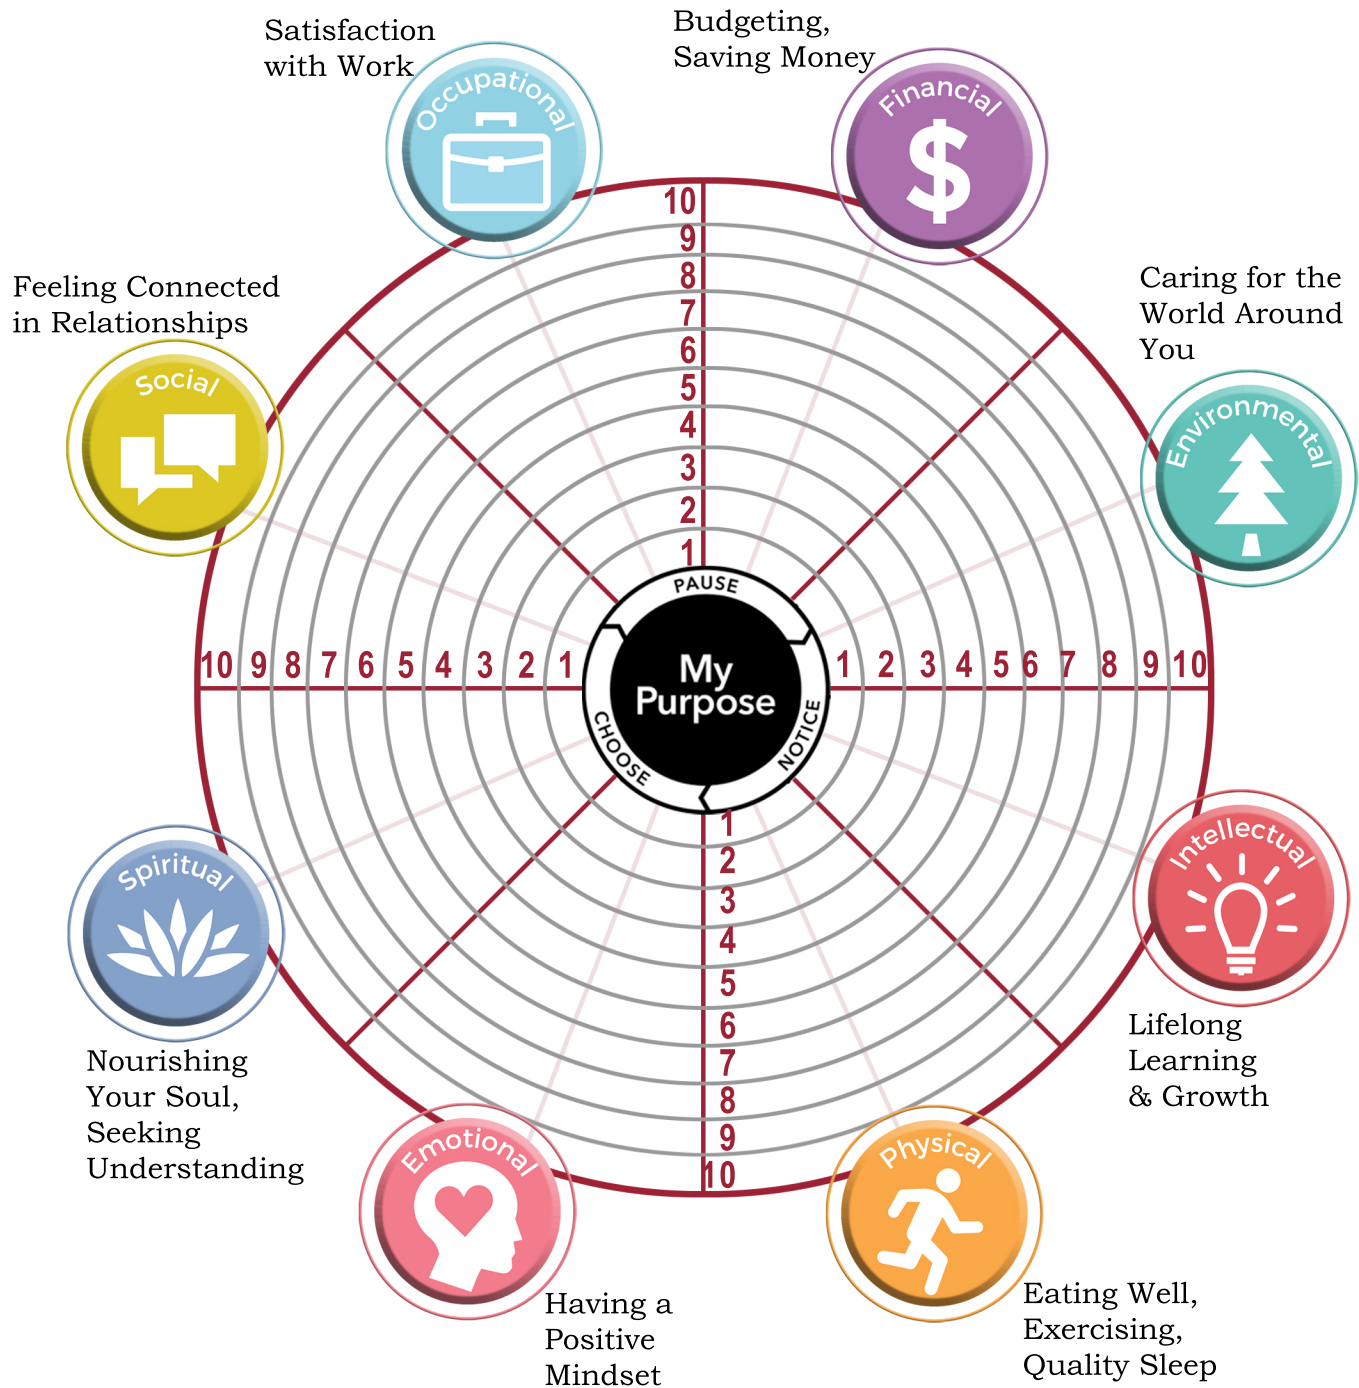 Satisfaction
with Work
Budgeting,
Saving Money
Occupational
Financial
Feeling Connected
in Relationships
Caring for the
World Around
You
Social
Environmental
10
9
8
7
6
5
4
3
2
1
PAUSE
10 9 8 7 6 5 4 3 2 1
My
Purpose
1 2 3 4 5 6 7 8 9 10
CHOOSE
NOTICE
1
2
3
4
5
6
7
8
9
10
Spiritual
Intellectual
Nourishing
Your Soul,
Seeking
Understanding
Lifelong
Learning
& Growth
Emotional
Physical
Having a
Positive
Mindset
Eating Well,
Exercising,
Quality Sleep